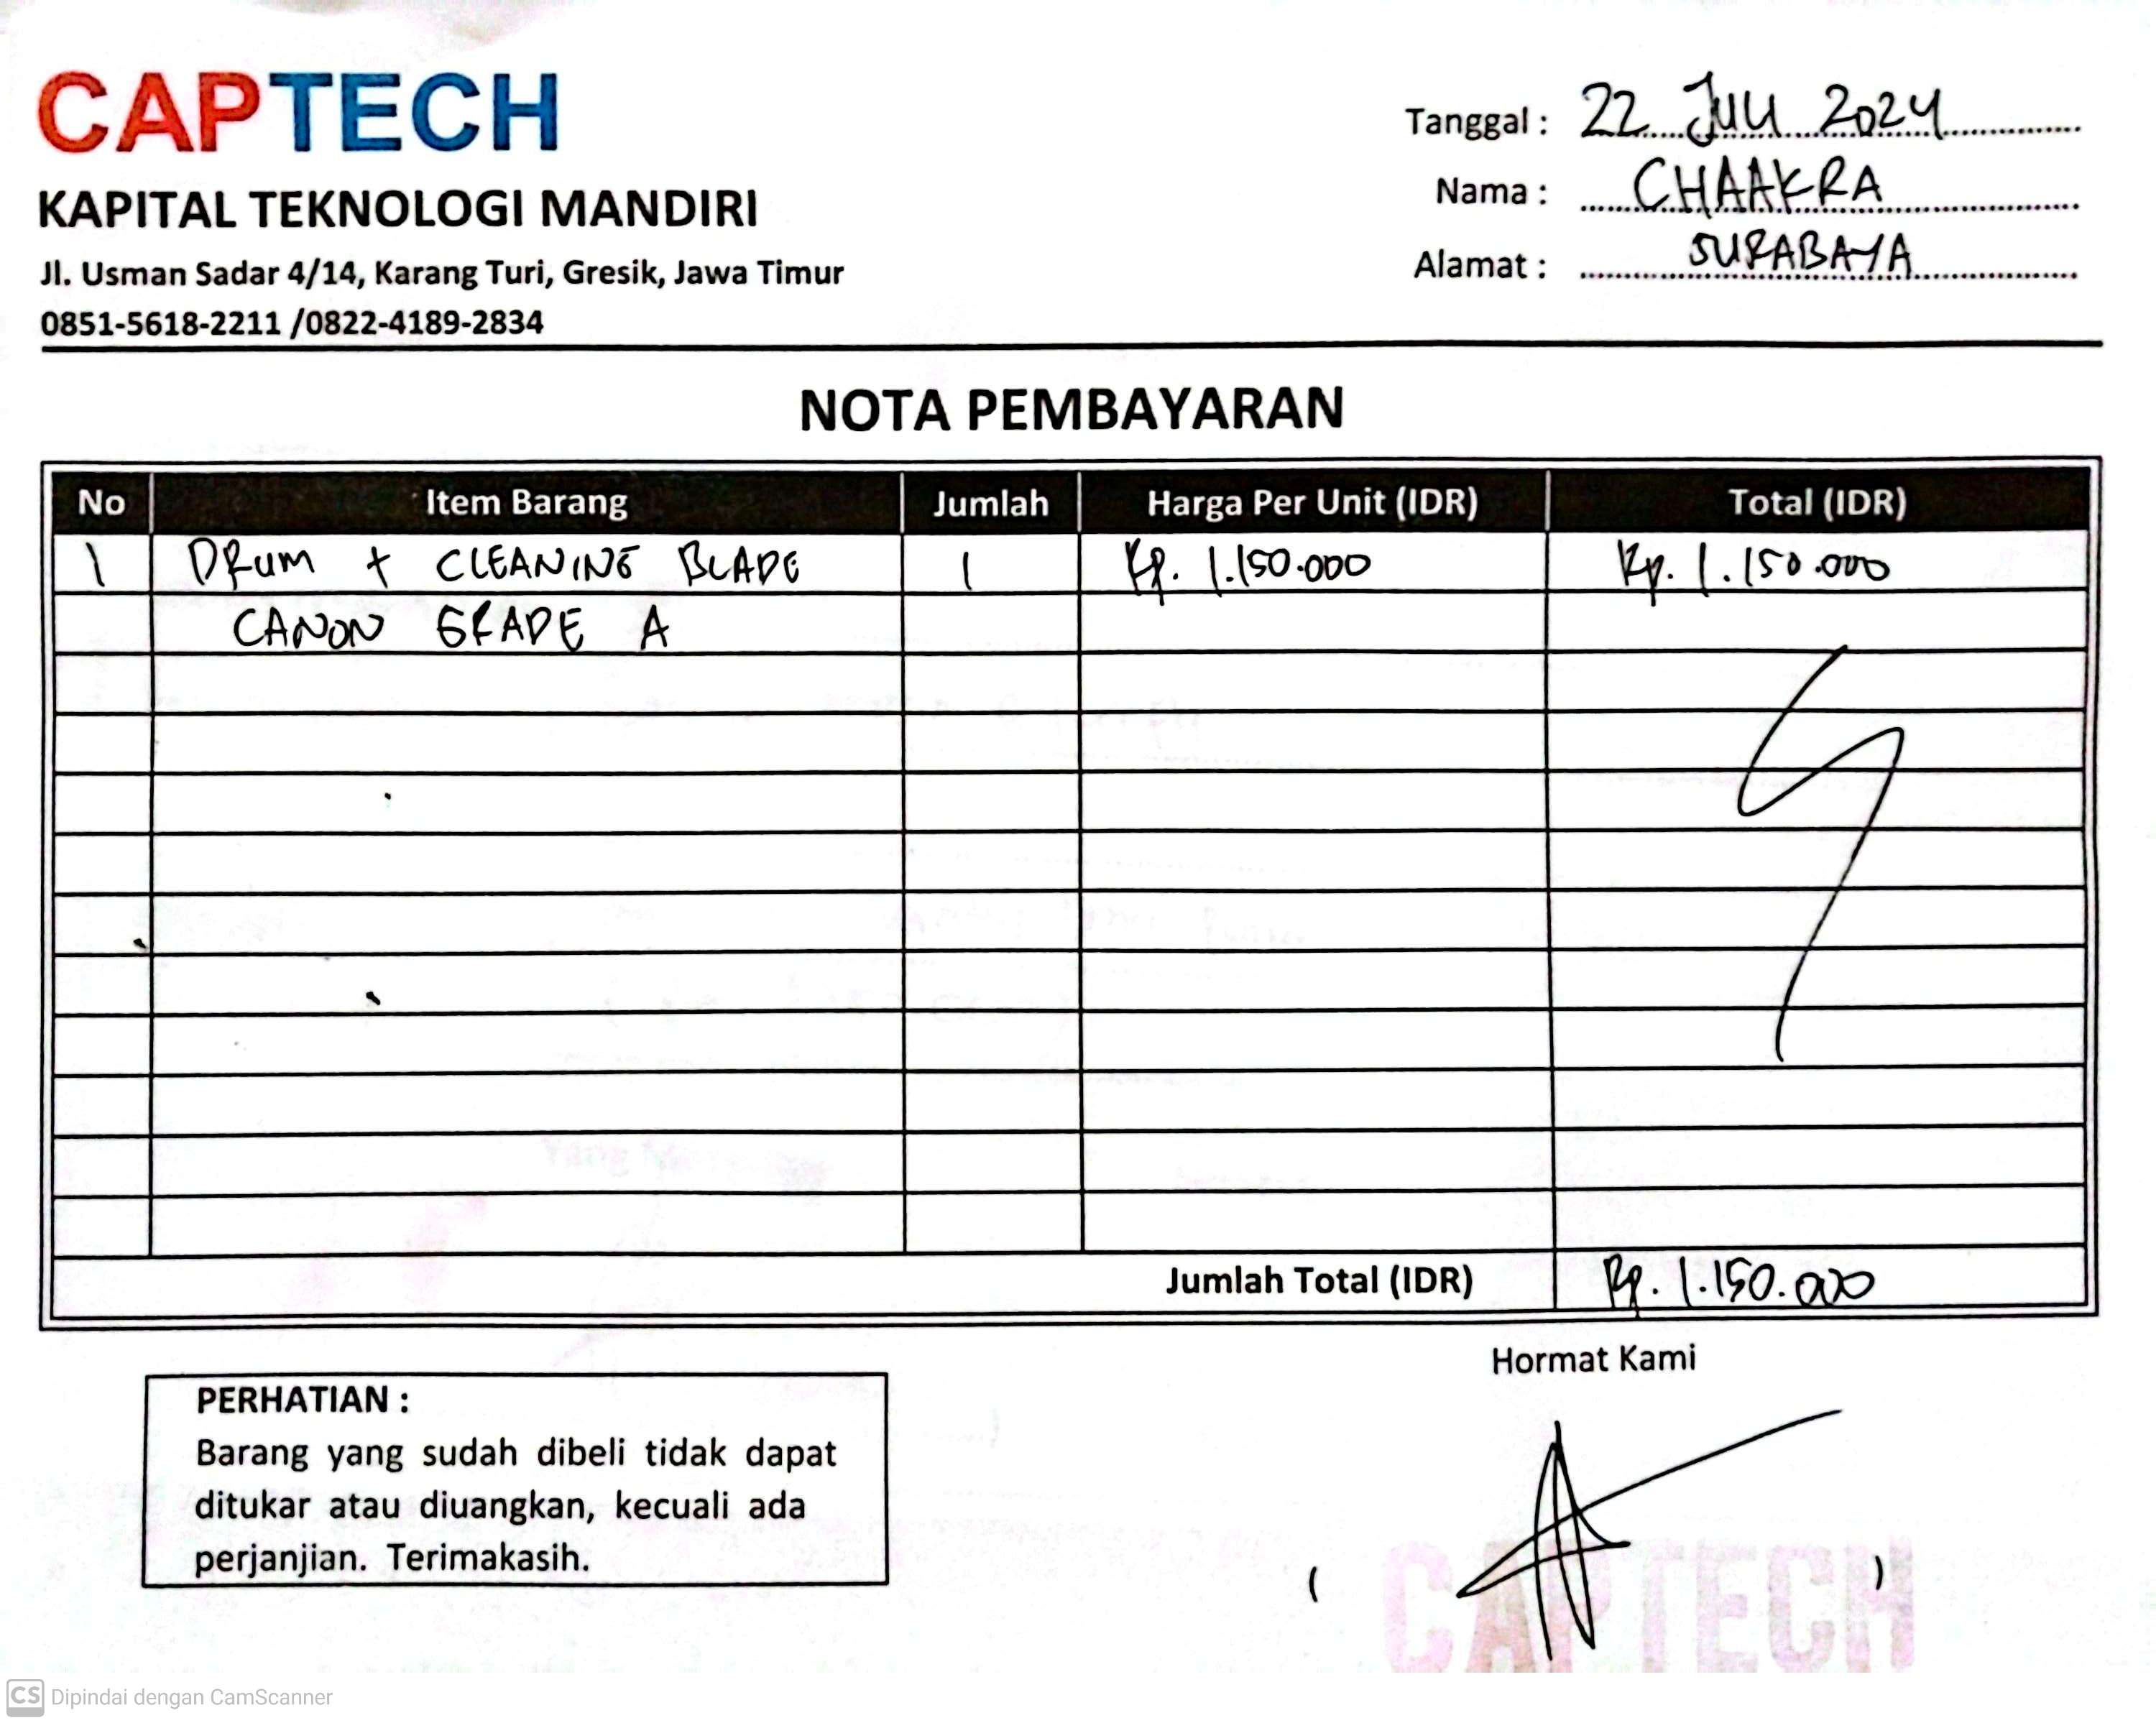 CAPTECH
KAPITAL TEKNOLOGI MANDIRI
Jl. Usman Sadar 4/14, Karang Turi, Gresik, Jawa Timur
0851-5618-2211 /0822-4189-2834
Tanggal : 22 JULI 2024
Nama : CHAAKRA
Alamat : SURABAYA
NOTA PEMBAYARAN
No Item Barang Jumlah Harga Per Unit (IDR) Total (IDR)
1 DRUM + CLEANING BLADE 1 Rp. 1.150.000 Rp. 1.150.000
CANON GRADE A
Jumlah Total (IDR) Rp. 1.150.000
Hormat Kami
PERHATIAN :
Barang yang sudah dibeli tidak dapat
ditukar atau diuangkan, kecuali ada
perjanjian. Terimakasih.
( )
CAPTECH
CS Dipindai dengan CamScanner